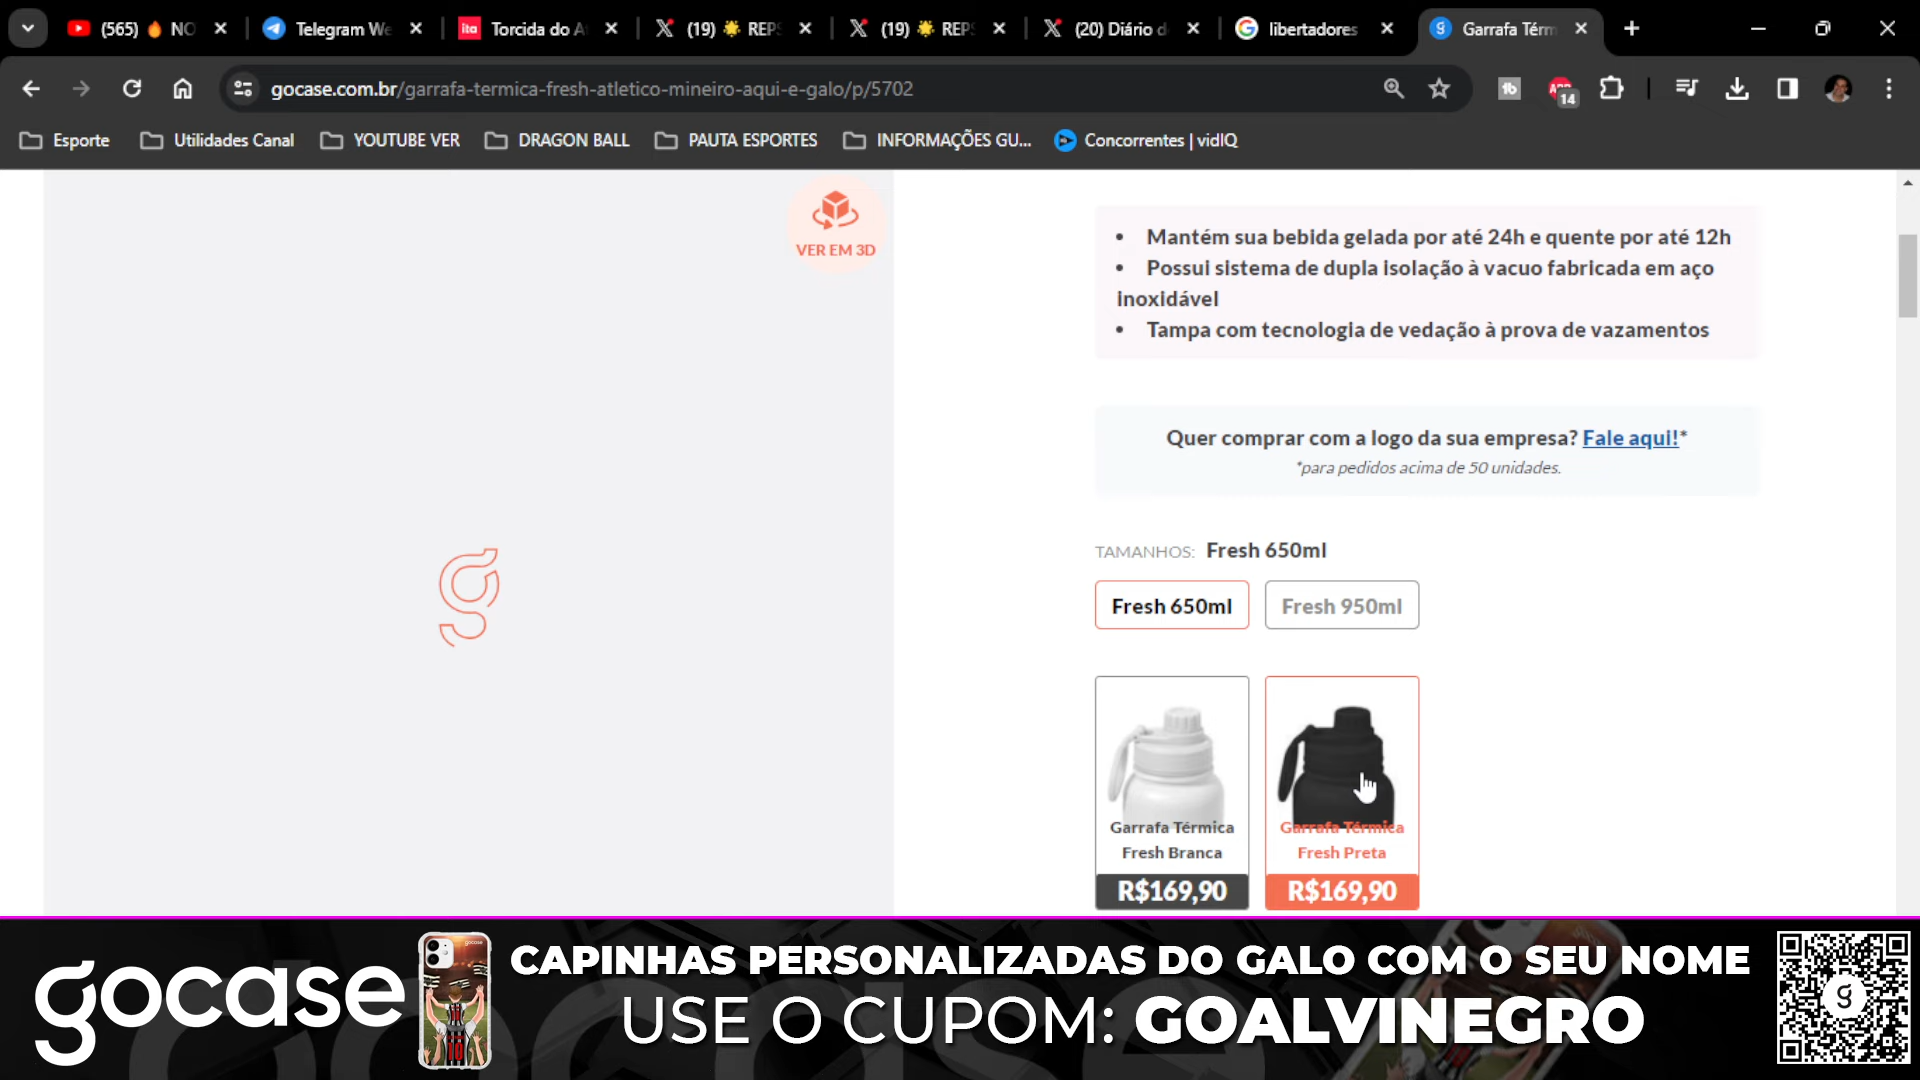 (565) 🔥 NO
Telegram We
ita Torcida do A
(19) 🌟 REPS
(19) 🌟 REPS
(20) Diário d
libertadores
Garrafa Térm
gocase.com.br/garrafa-termica-fresh-atletico-mineiro-aqui-e-galo/p/5702
14
Esporte
Utilidades Canal
YOUTUBE VER
DRAGON BALL
PAUTA ESPORTES
INFORMAÇÕES GU...
Concorrentes | vidIQ
VER EM 3D
• Mantém sua bebida gelada por até 24h e quente por até 12h
• Possui sistema de dupla isolação à vacuo fabricada em aço
inoxidável
• Tampa com tecnologia de vedação à prova de vazamentos
Quer comprar com a logo da sua empresa? Fale aqui!*
*para pedidos acima de 50 unidades.
TAMANHOS: Fresh 650ml
Fresh 650ml
Fresh 950ml
Garrafa Térmica
Fresh Branca
R$169,90
Garrafa Térmica
Fresh Preta
R$169,90
gocase
CAPINHAS PERSONALIZADAS DO GALO COM O SEU NOME
USE O CUPOM: GOALVINEGRO